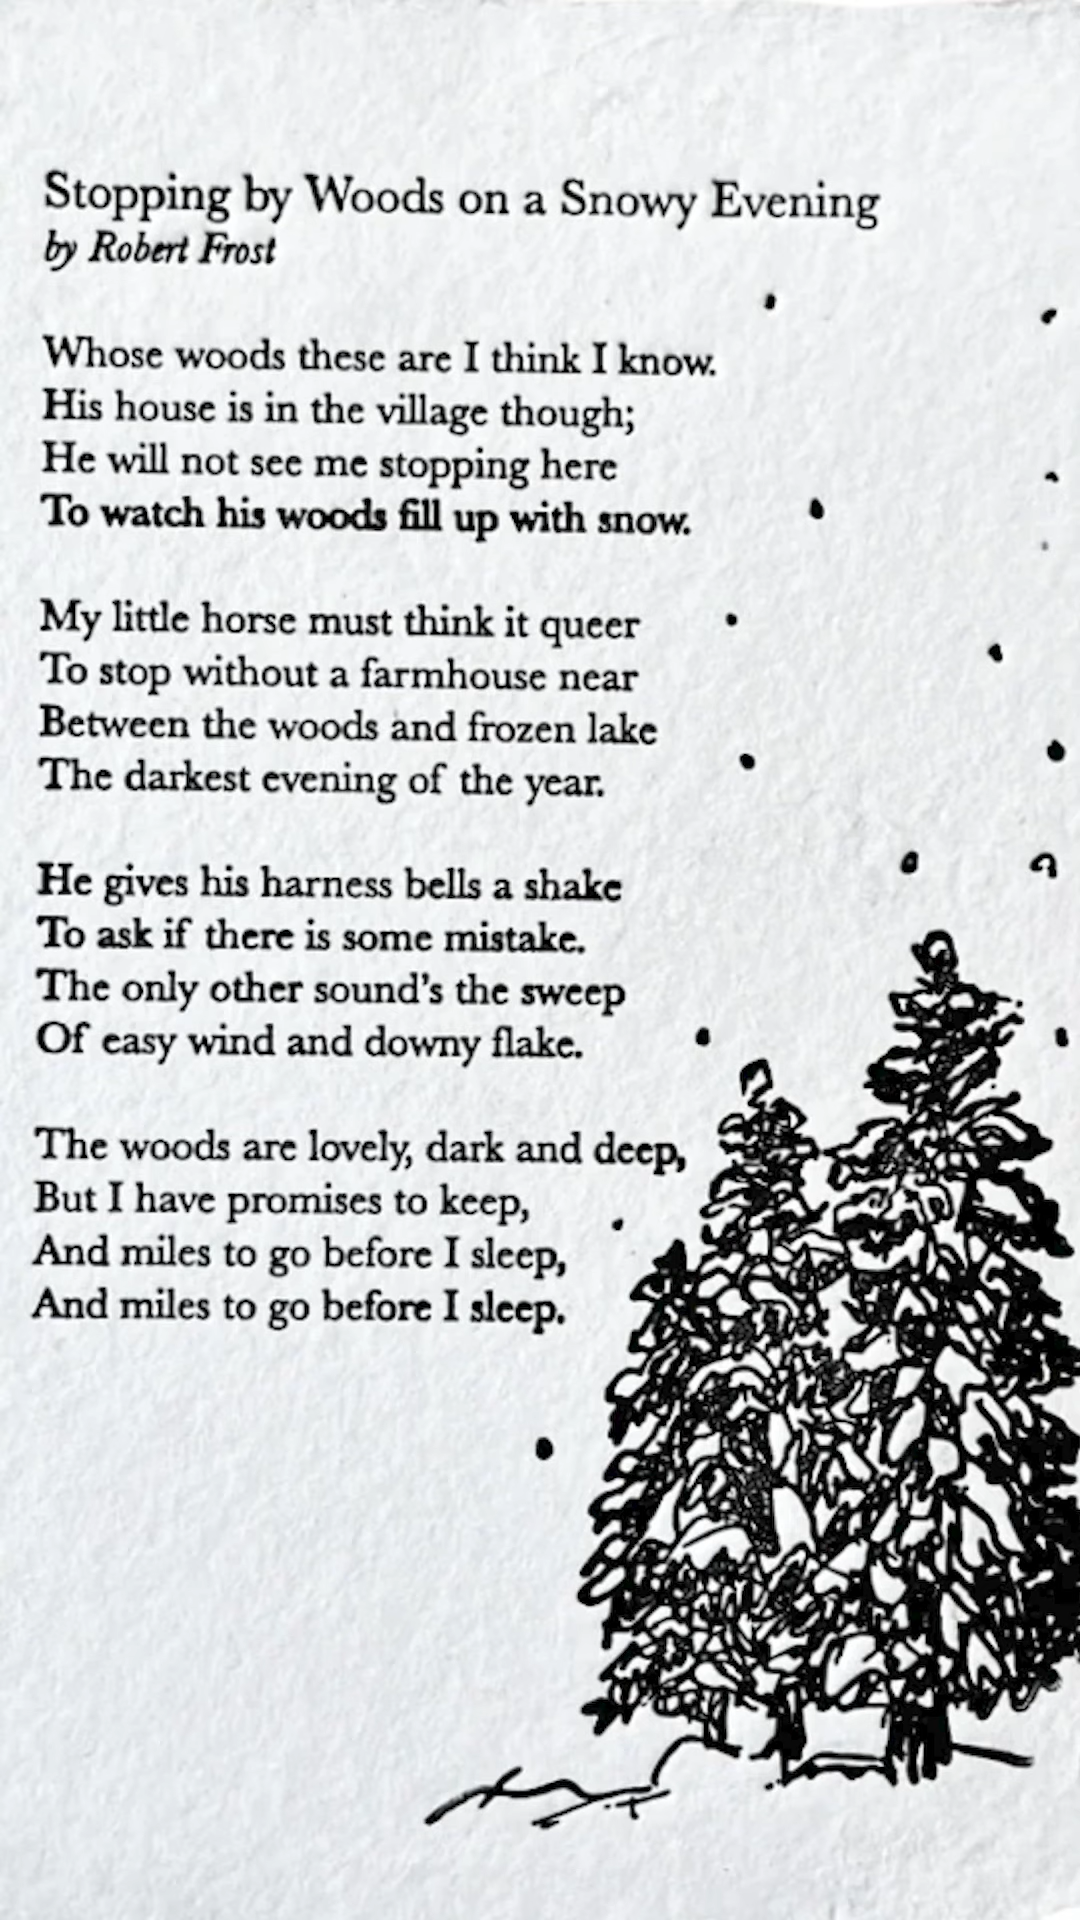 Stopping by Woods on a Snowy Evening
by Robert Frost
Whose woods these are I think I know.
His house is in the village though;
He will not see me stopping here
To watch his woods fill up with snow.
My little horse must think it queer
To stop without a farmhouse near
Between the woods and frozen lake
The darkest evening of the year.
He gives his harness bells a shake
To ask if there is some mistake.
The only other sound’s the sweep
Of easy wind and downy flake.
The woods are lovely, dark and deep,
But I have promises to keep,
And miles to go before I sleep,
And miles to go before I sleep.